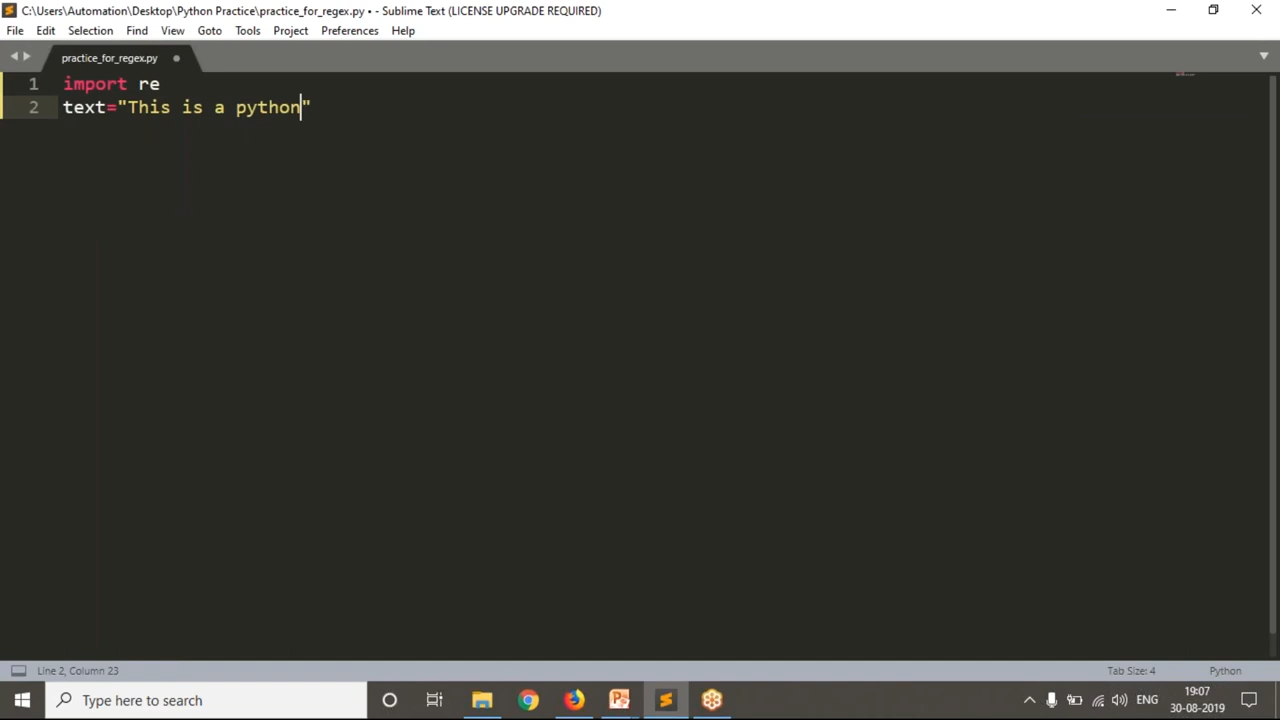 C:\Users\Automation\Desktop\Python Practice\practice_for_regex.py • - Sublime Text (LICENSE UPGRADE REQUIRED)
File Edit Selection Find View Goto Tools Project Preferences Help
practice_for_regex.py
1 import re
2 text="This is a python"
Line 2, Column 23 Tab Size: 4 Python
Type here to search
ENG
19:07
30-08-2019